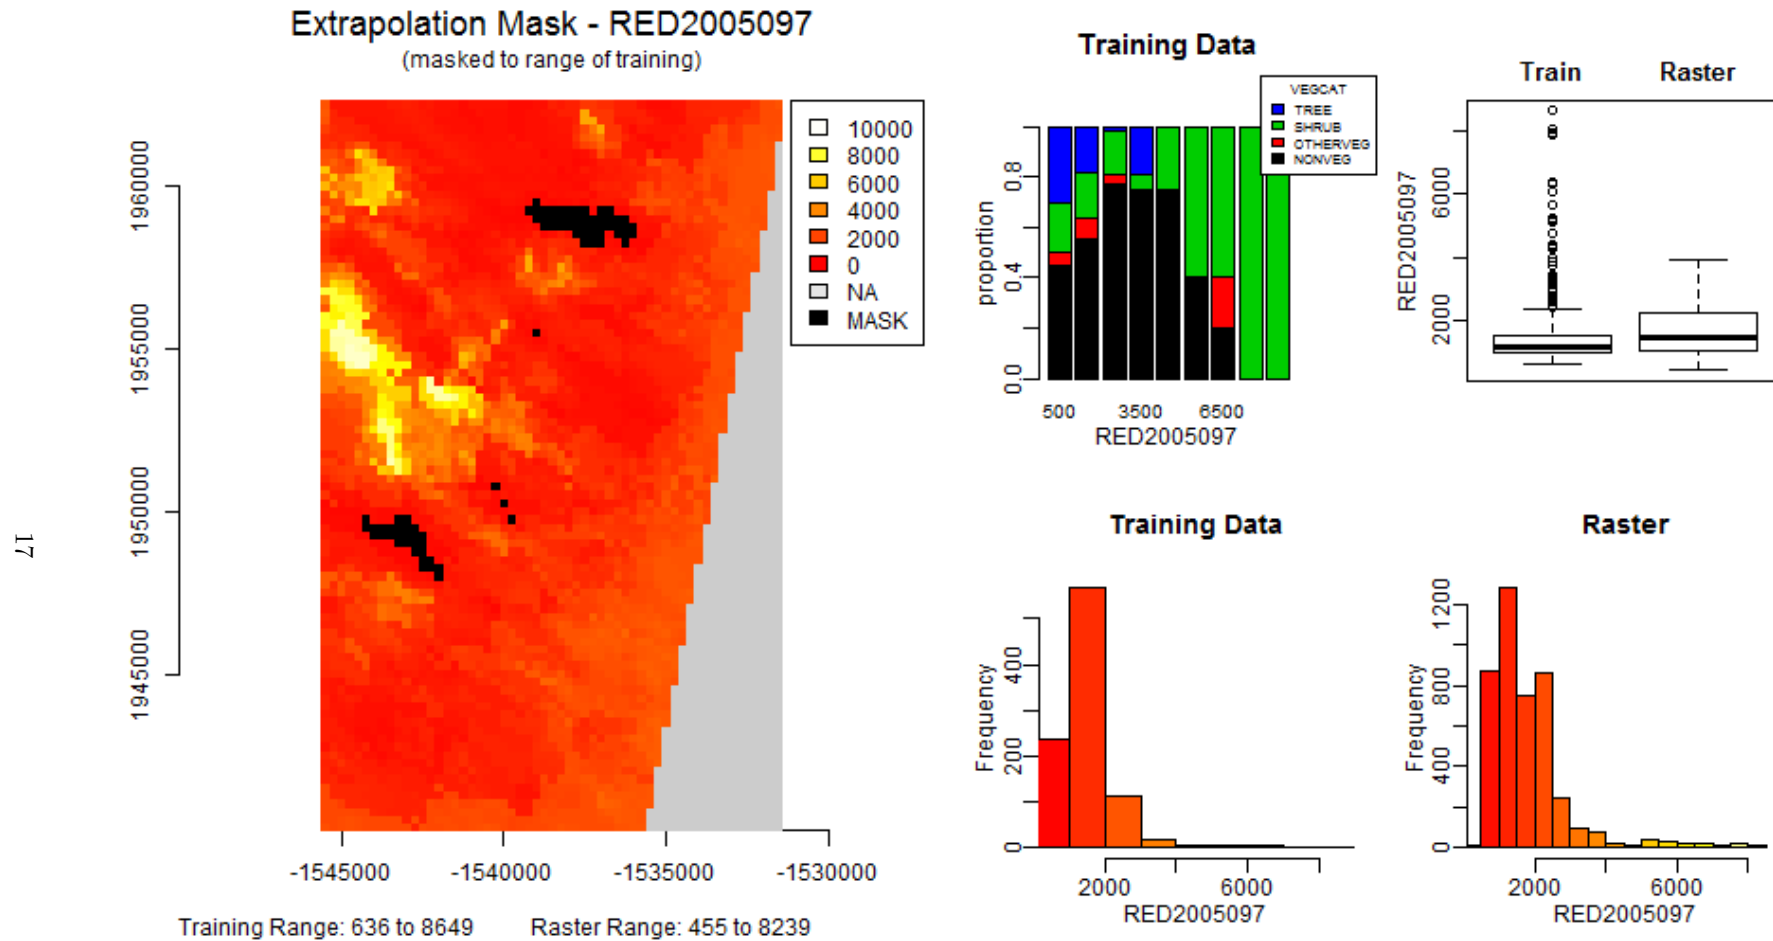 Extrapolation Mask - RED2005097
(masked to range of training)
1960000
1955000
1950000
1945000
-1545000 -1540000 -1535000 -1530000
10000
8000
6000
4000
2000
0
NA
MASK
Training Range: 636 to 8649 Raster Range: 455 to 8239
17
Training Data
VEGCAT
TREE
SHRUB
OTHERVEG
NONVEG
proportion
0.8
0.4
0.0
500 3500 6500
RED2005097
Train Raster
RED2005097
6000
2000
Training Data
Frequency
400
200
0
2000 6000
RED2005097
Raster
Frequency
1200
800
400
0
2000 6000
RED2005097